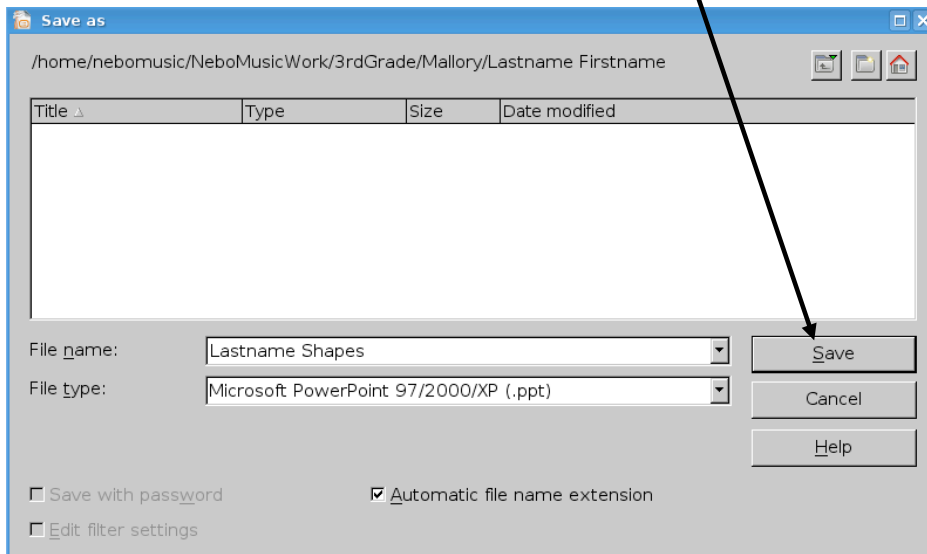 Save as
/home/nebomusic/NeboMusicWork/3rdGrade/Mallory/Lastname Firstname
Title Type Size Date modified
File name: Lastname Shapes Save
File type: Microsoft PowerPoint 97/2000/XP (.ppt) Cancel
Help
Save with password Automatic file name extension
Edit filter settings